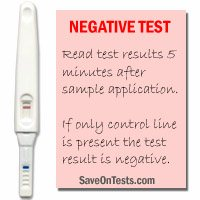 NEGATIVE TEST
Read test results 5
minutes after
sample application.
If only control line
is present the test
result is negative.
SaveOnTests.com